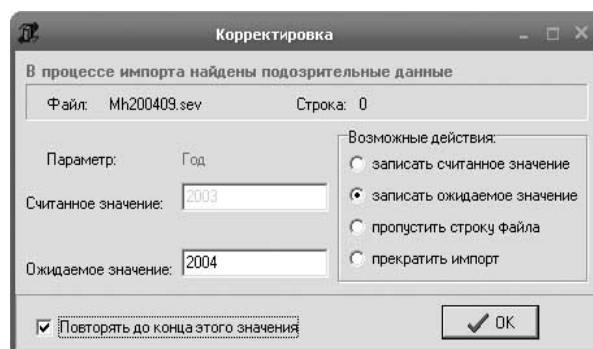 Корректировка
В процессе импорта найдены подозрительные данные
Файл: Mh200409.sev Строка: 0
Возможные действия:
Параметр: Год
записать считанное значение
Считанное значение: 2003
записать ожидаемое значение
пропустить строку файла
Ожидаемое значение: 2004
прекратить импорт
Повторять до конца этого значения
OK